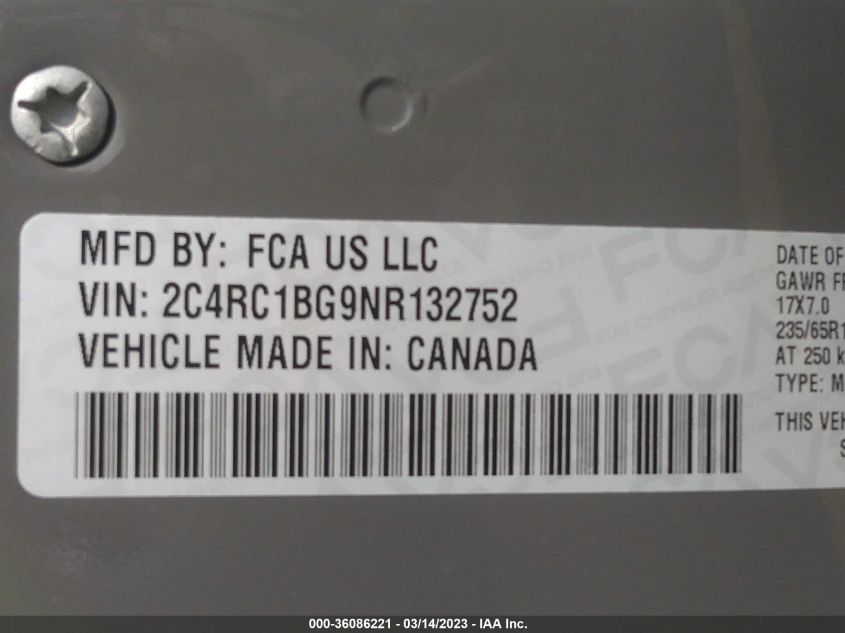 MFD BY: FCA US LLC
VIN: 2C4RC1BG9NR132752
VEHICLE MADE IN: CANADA
DATE OF
GAWR F
17X7.0
235/65R1
AT 250 k
TYPE: M
THIS VEH
S
000-36086221 - 03/14/2023 - IAA Inc.